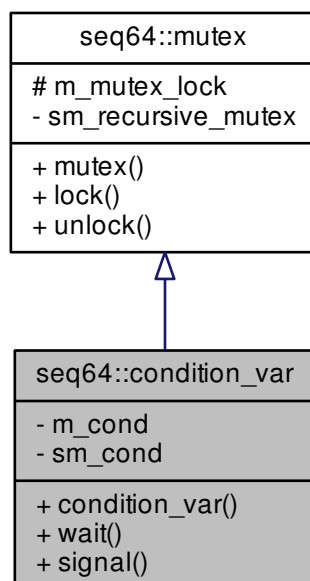 seq64::mutex
# m_mutex_lock
- sm_recursive_mutex
+ mutex()
+ lock()
+ unlock()
seq64::condition_var
- m_cond
- sm_cond
+ condition_var()
+ wait()
+ signal()